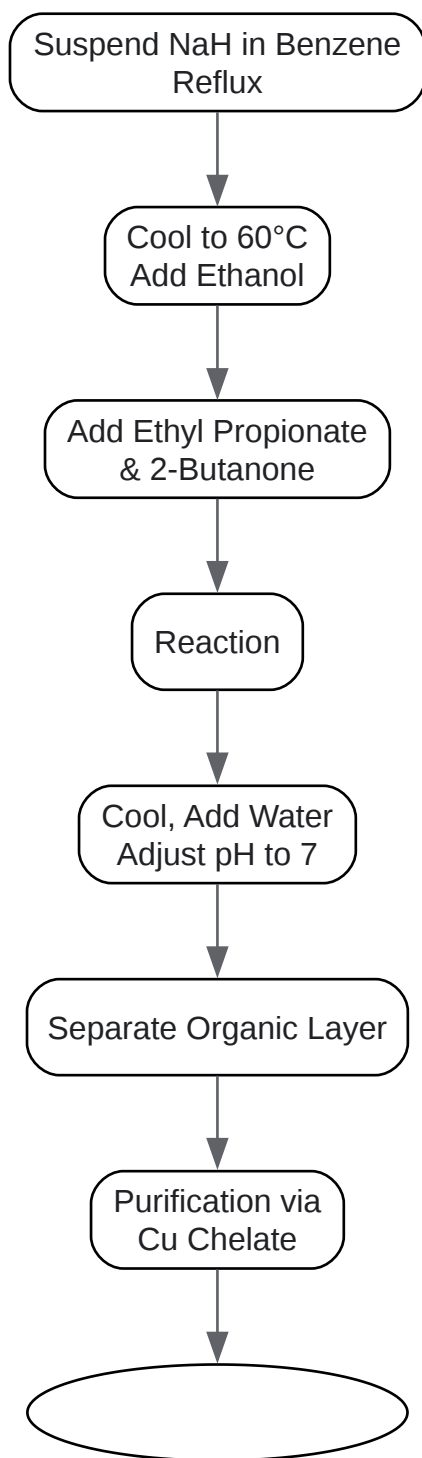 Suspend NaH in Benzene
Reflux
Cool to 60°C
Add Ethanol
Add Ethyl Propionate
& 2-Butanone
Reaction
Cool, Add Water
Adjust pH to 7
Separate Organic Layer
Purification via
Cu Chelate